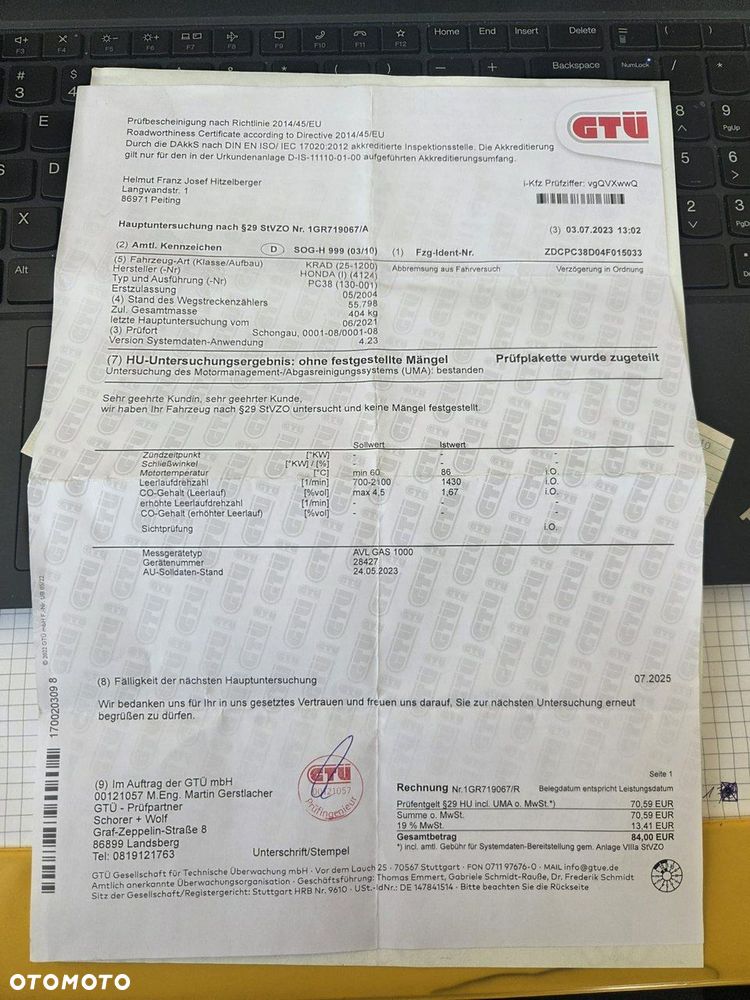 Home End Insert Delete
Backspace NumLock
Alt
Prüfbescheinigung nach Richtlinie 2014/45/EU
Roadworthiness Certificate according to Directive 2014/45/EU
Durch die DAkkS nach DIN EN ISO/ IEC 17020:2012 akkreditierte Inspektionsstelle. Die Akkreditierung
gilt nur für den in der Urkundenanlage D-IS-11110-01-00 aufgeführten Akkreditierungsumfang.
GTÜ
Helmut Franz Josef Hitzelberger
Langwandstr. 1
86971 Peiting
i-Kfz Prüfziffer: vgQVXwwQ
Hauptuntersuchung nach §29 StVZO Nr. 1GR719067/A (3) 03.07.2023 13:02
(2) Amtl. Kennzeichen D SOG-H 999 (03/10) (1) Fzg-Ident-Nr. ZDCPC38D04F015033
(5) Fahrzeug-Art (Klasse/Aufbau) KRAD (25-1200) Abbremsung aus Fahrversuch Verzögerung in Ordnung
Hersteller (-Nr) HONDA (I) (4124)
Typ und Ausführung (-Nr) PC38 (130-001)
Erstzulassung 05/2004
(4) Stand des Wegstreckenzählers 55.798
Zul. Gesamtmasse 404 kg
letzte Hauptuntersuchung vom 06/2021
(3) Prüfort Schongau, 0001-08/0001-08
Version Systemdaten-Anwendung 4.23
(7) HU-Untersuchungsergebnis: ohne festgestellte Mängel Prüfplakette wurde zugeteilt
Untersuchung des Motormanagement-/Abgasreinigungssystems (UMA): bestanden
Sehr geehrte Kundin, sehr geehrter Kunde,
wir haben Ihr Fahrzeug nach §29 StVZO untersucht und keine Mängel festgestellt.
Sollwert Istwert
Zündzeitpunkt [°KW] - - -
Schließwinkel [°KW] / [%] - - -
Motortemperatur [°C] min 60 86 i.O.
Leerlaufdrehzahl [1/min] 700-2100 1430 i.O.
CO-Gehalt (Leerlauf) [%vol] max 4,5 1,67 i.O.
erhöhte Leerlaufdrehzahl [1/min] - - -
CO-Gehalt (erhöhter Leerlauf) [%vol] - - -
Sichtprüfung i.O.
Messgerätetyp AVL GAS 1000
Gerätenummer 28427
AU-Solldaten-Stand 24.05.2023
(8) Fälligkeit der nächsten Hauptuntersuchung 07.2025
Wir bedanken uns für Ihr in uns gesetztes Vertrauen und freuen uns darauf, Sie zur nächsten Untersuchung erneut
begrüßen zu dürfen.
170020309 8
(9) Im Auftrag der GTÜ mbH
00121057 M.Eng. Martin Gerstlacher
GTÜ - Prüfpartner
Schorer + Wolf
Graf-Zeppelin-Straße 8
86899 Landsberg
Tel: 0819121763
Unterschrift/Stempel
GTÜ
00121057
Prüfingenieur
Seite 1
Rechnung Nr.1GR719067/R Belegdatum entspricht Leistungsdatum
Prüfentgelt §29 HU incl. UMA o. MwSt.*) 70,59 EUR
Summe o. MwSt. 70,59 EUR
19 % MwSt. 13,41 EUR
Gesamtbetrag 84,00 EUR
*) incl. amtl. Gebühr für Systemdaten-Bereitstellung gem. Anlage VIIIa StVZO
GTÜ Gesellschaft für Technische Überwachung mbH · Vor dem Lauch 25 · 70567 Stuttgart · FON 0711 97676-0 · MAIL info@gtue.de
Amtlich anerkannte Überwachungsorganisation · Geschäftsführung: Thomas Emmert, Gabriele Schmidt-Rauße, Dr. Frederik Schmidt
Sitz der Gesellschaft/Registergericht: Stuttgart HRB Nr. 9610 · USt.-IdNr.: DE 147841514 · Bitte beachten Sie die Rückseite
OTOMOTO